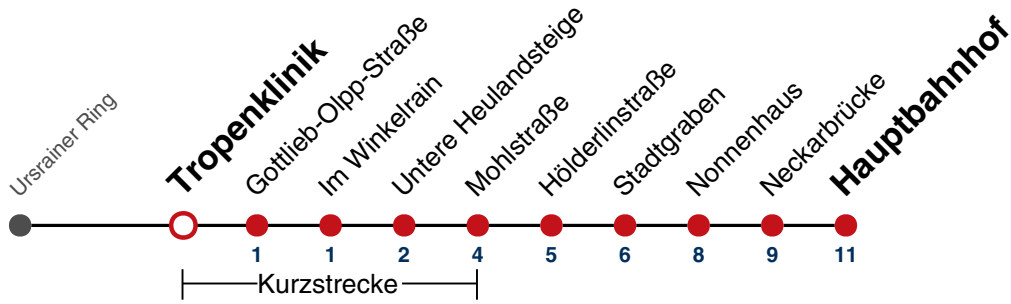 Ursrainer Ring
Tropenklinik
Gottlieb-Olpp-Straße
Im Winkelrain
Untere Heulandsteige
Mohlstraße
Hölderlinstraße
Stadtgraben
Nonnenhaus
Neckarbrücke
Hauptbahnhof
1 1 2 4 5 6 8 9 11
Kurzstrecke